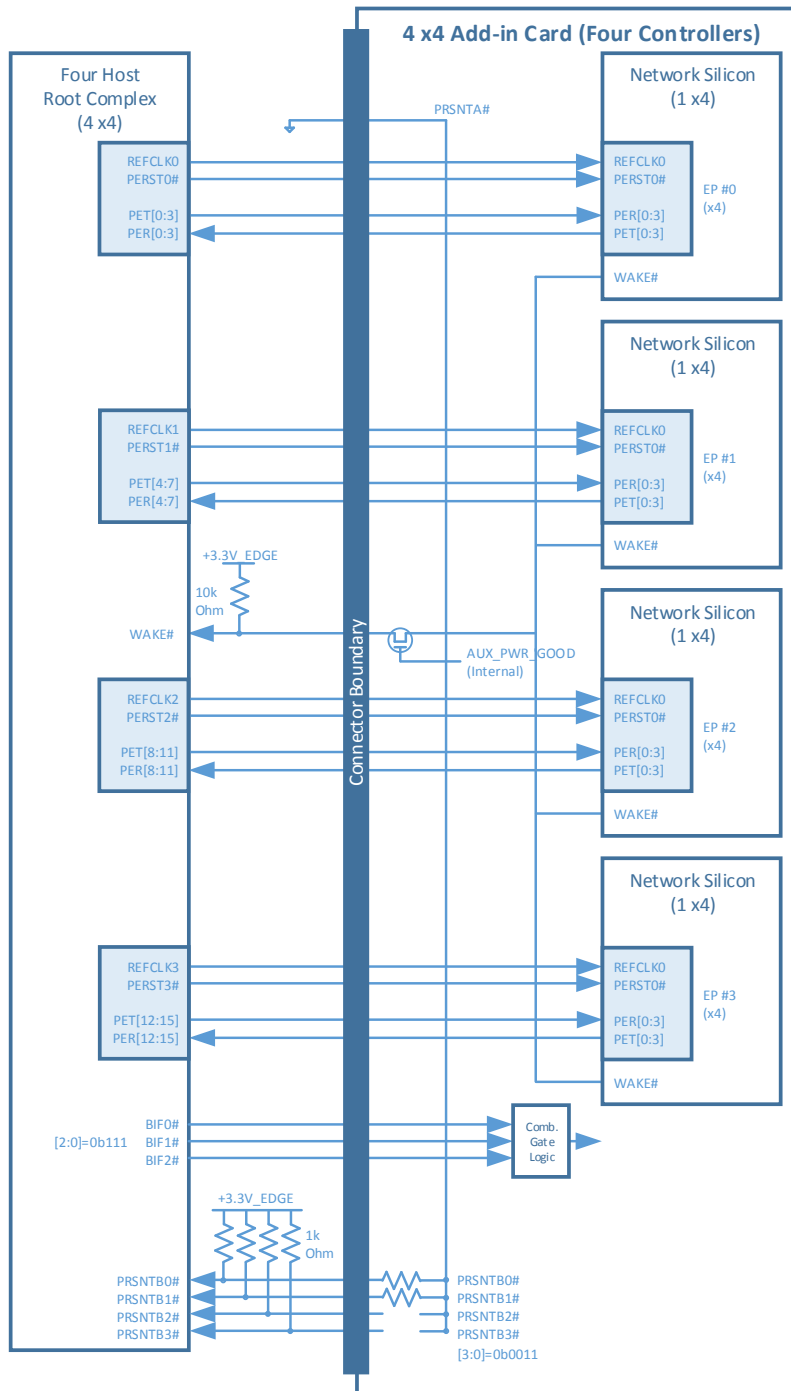 4 x4 Add-in Card (Four Controllers)
Four Host
Root Complex
(4 x4)
REFCLK0
PERST0#
PET[0:3]
PER[0:3]
REFCLK1
PERST1#
PET[4:7]
PER[4:7]
+3.3V_EDGE
10k
Ohm
WAKE#
REFCLK2
PERST2#
PET[8:11]
PER[8:11]
REFCLK3
PERST3#
PET[12:15]
PER[12:15]
BIF0#
[2:0]=0b111
BIF1#
BIF2#
+3.3V_EDGE
1k
Ohm
PRSNTB0#
PRSNTB1#
PRSNTB2#
PRSNTB3#
Connector Boundary
PRSNTA#
AUX_PWR_GOOD
(Internal)
Comb.
Gate
Logic
PRSNTB0#
PRSNTB1#
PRSNTB2#
PRSNTB3#
[3:0]=0b0011
Network Silicon
(1 x4)
REFCLK0
PERST0#
EP #0
(x4)
PER[0:3]
PET[0:3]
WAKE#
Network Silicon
(1 x4)
REFCLK0
PERST0#
EP #1
(x4)
PER[0:3]
PET[0:3]
WAKE#
Network Silicon
(1 x4)
REFCLK0
PERST0#
EP #2
(x4)
PER[0:3]
PET[0:3]
WAKE#
Network Silicon
(1 x4)
REFCLK0
PERST0#
EP #3
(x4)
PER[0:3]
PET[0:3]
WAKE#